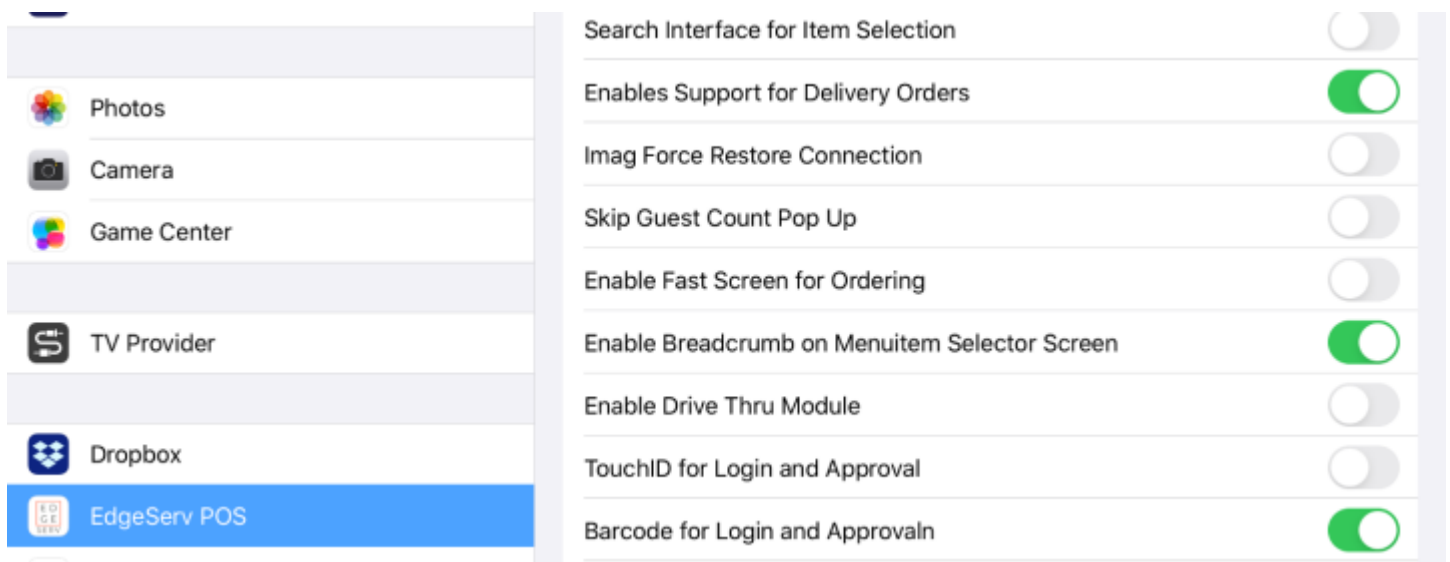 Photos
Camera
Game Center
TV Provider
Dropbox
EdgeServ POS
Search Interface for Item Selection
Enables Support for Delivery Orders
Imag Force Restore Connection
Skip Guest Count Pop Up
Enable Fast Screen for Ordering
Enable Breadcrumb on Menuitem Selector Screen
Enable Drive Thru Module
TouchID for Login and Approval
Barcode for Login and Approvaln